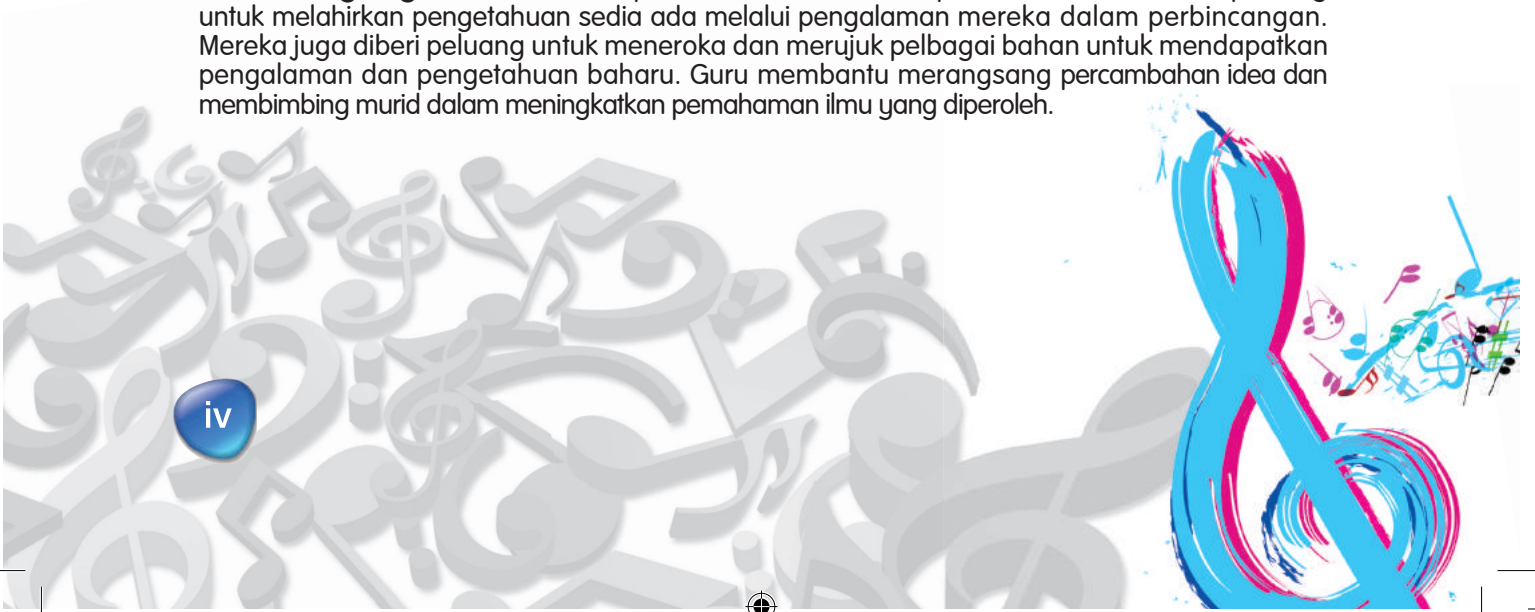 untuk melahirkan pengetahuan sedia ada melalui pengalaman mereka dalam perbincangan.
Mereka juga diberi peluang untuk meneroka dan merujuk pelbagai bahan untuk mendapatkan
pengalaman dan pengetahuan baharu. Guru membantu merangsang percambahan idea dan
membimbing murid dalam meningkatkan pemahaman ilmu yang diperoleh.
iv